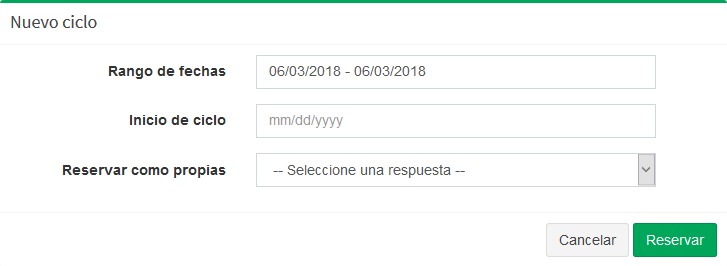 Nuevo ciclo
Rango de fechas 06/03/2018 - 06/03/2018
Inicio de ciclo mm/dd/yyyy
Reservar como propias -- Seleccione una respuesta --
Cancelar Reservar